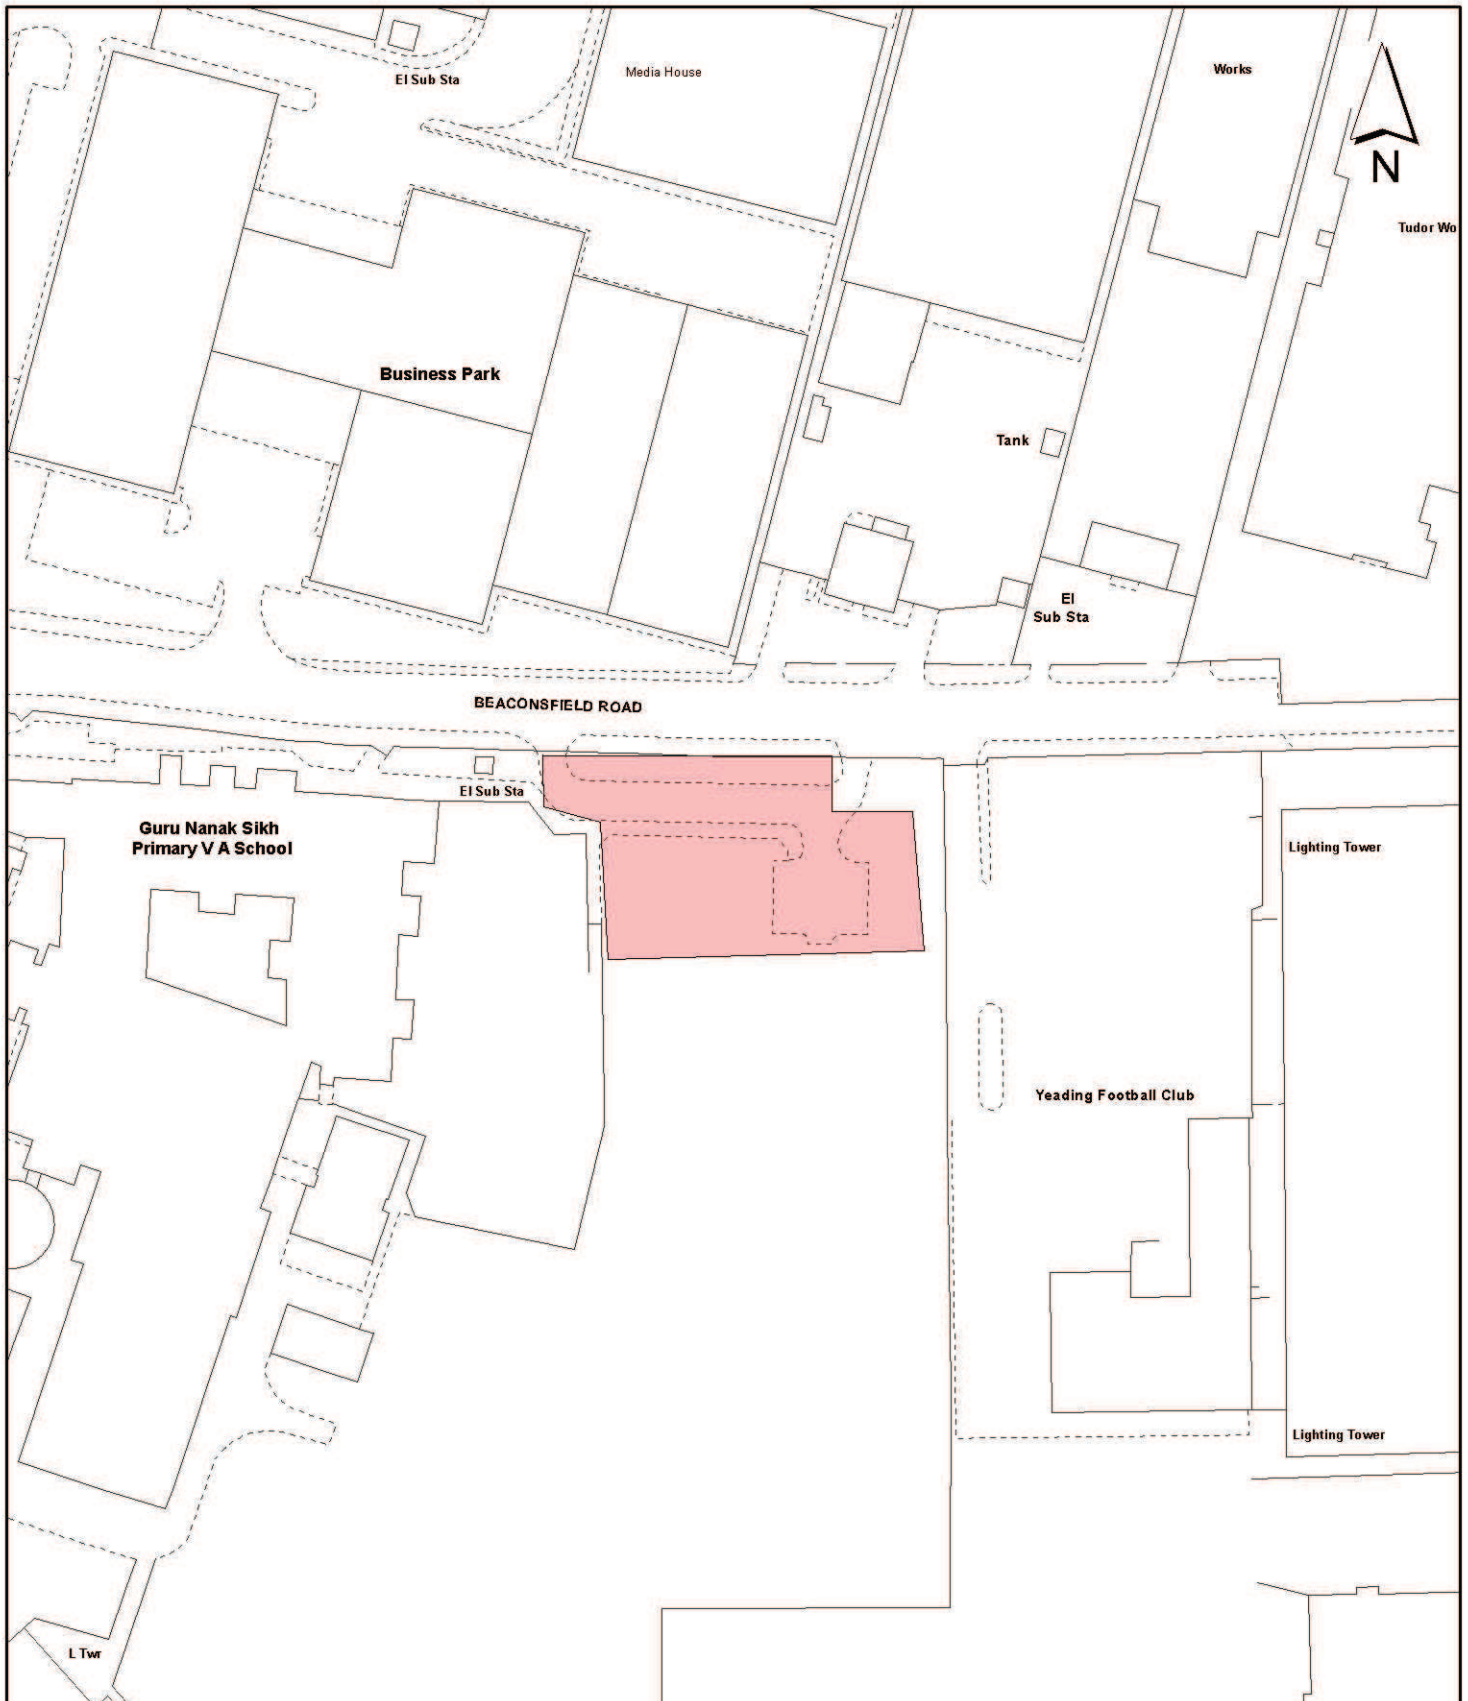 El Sub Sta
Media House
Works
N
Tudor Wo
Business Park
Tank
El
Sub Sta
BEACONSFIELD ROAD
El Sub Sta
Guru Nanak Sikh
Primary V A School
Lighting Tower
Yeading Football Club
Lighting Tower
L Twr